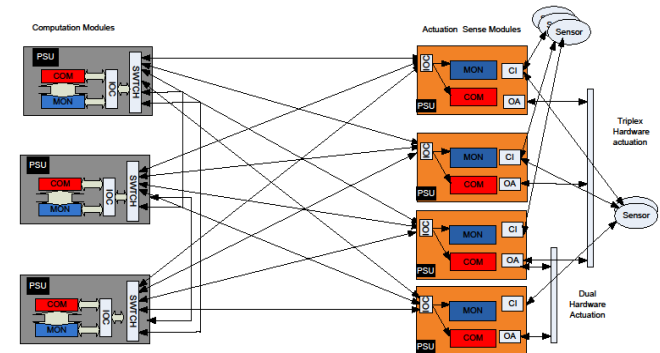 Computation Modules
Actuation Sense Modules
Sensor
PSU
COM
MON
IOC
SWTCH
PSU
COM
MON
IOC
SWTCH
PSU
COM
MON
IOC
SWTCH
IOC
MON
CI
COM
OA
PSU
IOC
MON
CI
COM
OA
PSU
IOC
MON
CI
COM
OA
PSU
IOC
MON
CI
COM
OA
PSU
Triplex
Hardware
actuation
Sensor
Dual
Hardware
Actuation